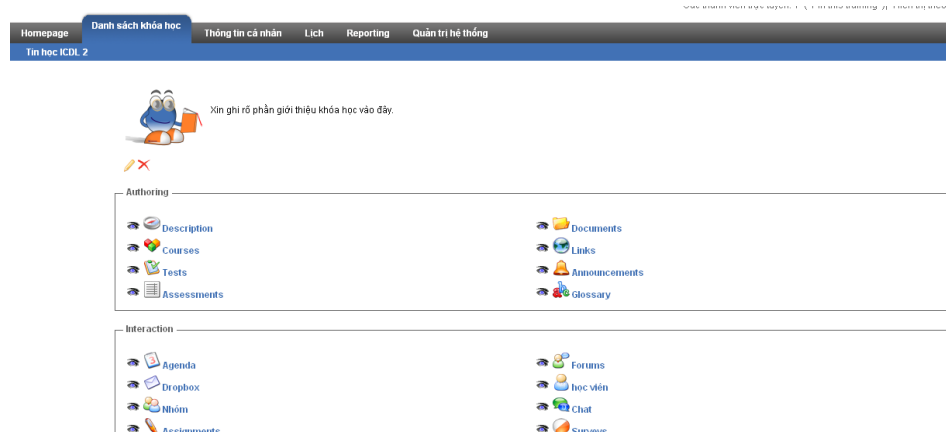 Homepage
Danh sách khóa học
Thông tin cá nhân
Lịch
Reporting
Quản trị hệ thống
Tin học ICDL 2
Xin ghi rõ phần giới thiệu khóa học vào đây.
Authoring
Description
Documents
Courses
Links
Tests
Announcements
Assessments
Glossary
Interaction
Agenda
Forums
Dropbox
học viên
Nhóm
Chat
Assignments
Surveys